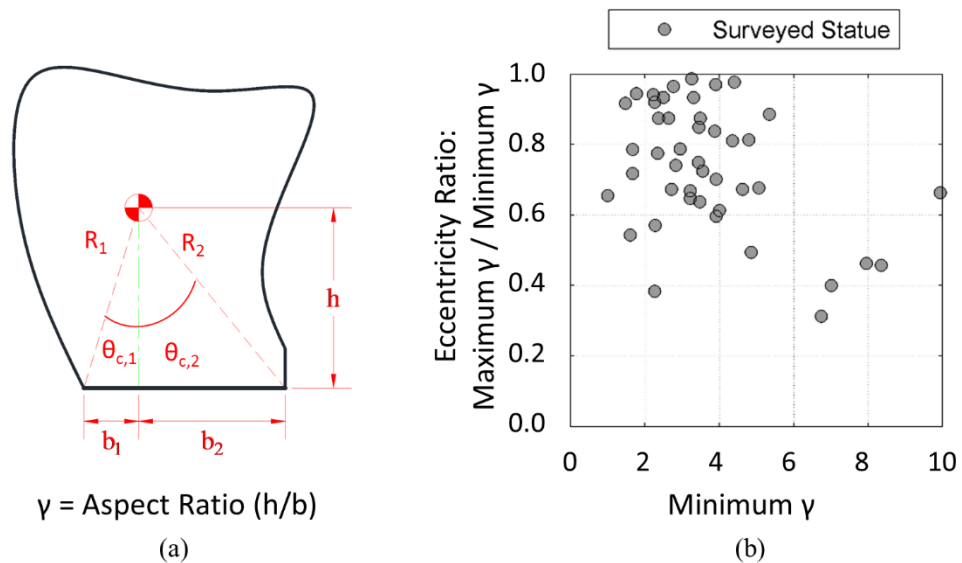 R₁
R₂
h
θc,1
θc,2
b₁
b₂
γ = Aspect Ratio (h/b)
(a)
Surveyed Statue
Eccentricity Ratio:
Maximum γ / Minimum γ
1.0
0.8
0.6
0.4
0.2
0.0
0 2 4 6 8 10
Minimum γ
(b)